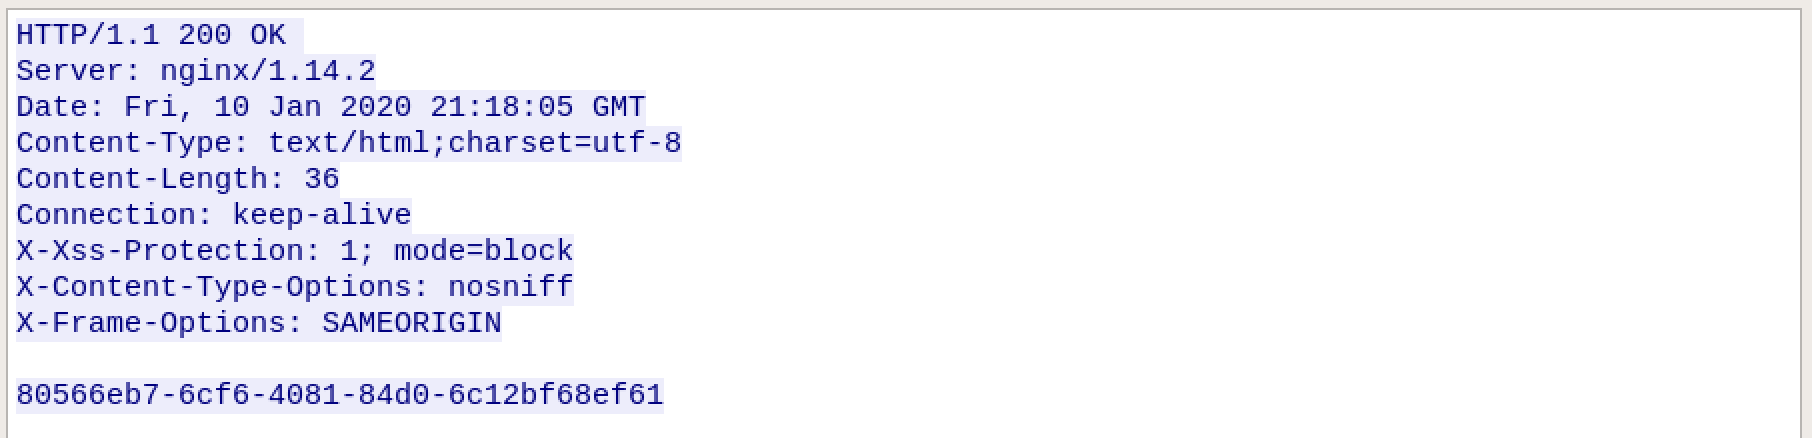 HTTP/1.1 200 OK
Server: nginx/1.14.2
Date: Fri, 10 Jan 2020 21:18:05 GMT
Content-Type: text/html;charset=utf-8
Content-Length: 36
Connection: keep-alive
X-Xss-Protection: 1; mode=block
X-Content-Type-Options: nosniff
X-Frame-Options: SAMEORIGIN

80566eb7-6cf6-4081-84d0-6c12bf68ef61